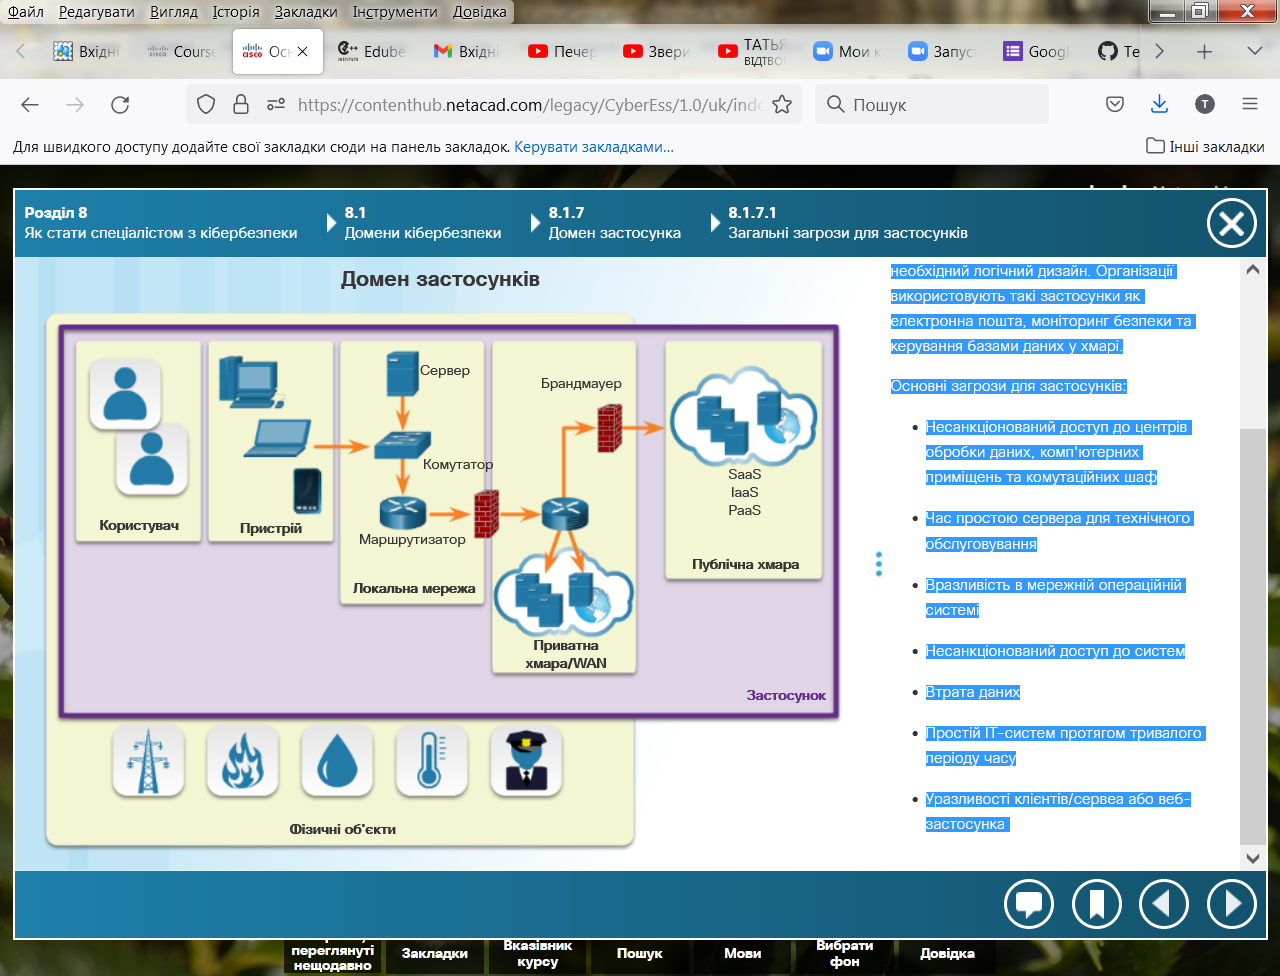 Файл Редагувати Вигляд Історія Закладки Інструменти Довідка
Вхідні
Course
Осн
Edube
Вхідні
Печер
Звери
ТАТЬЯ
ВІДТВОР
Мои к
Запус
Googl
Te
https://contenthub.netacad.com/legacy/CyberEss/1.0/uk/inde
Пошук
T
Для швидкого доступу додайте свої закладки сюди на панель закладок. Керувати закладками...
Інші закладки
Розділ 8
Як стати спеціалістом з кібербезпеки
8.1
Домени кібербезпеки
8.1.7
Домен застосунка
8.1.7.1
Загальні загрози для застосунків
Домен застосунків
Користувач
Пристрій
Сервер
Комутатор
Маршрутизатор
Локальна мережа
Брандмауер
Приватна
хмара/WAN
SaaS
IaaS
PaaS
Публічна хмара
Застосунок
Фізичні об'єкти
необхідний логічний дизайн. Організації
використовують такі застосунки як
електронна пошта, моніторинг безпеки та
керування базами даних у хмарі.
Основні загрози для застосунків:
• Несанкціонований доступ до центрів
обробки даних, комп'ютерних
приміщень та комутаційних шаф
• Час простою сервера для технічного
обслуговування
• Вразливість в мережній операційній
системі
• Несанкціонований доступ до систем
• Втрата даних
• Простій ІТ-систем протягом тривалого
періоду часу
• Уразливості клієнтів/сервеа або веб-
застосунка
переглянуті
нещодавно
Закладки
Вказівник
курсу
Пошук
Мови
Вибрати
фон
Довідка